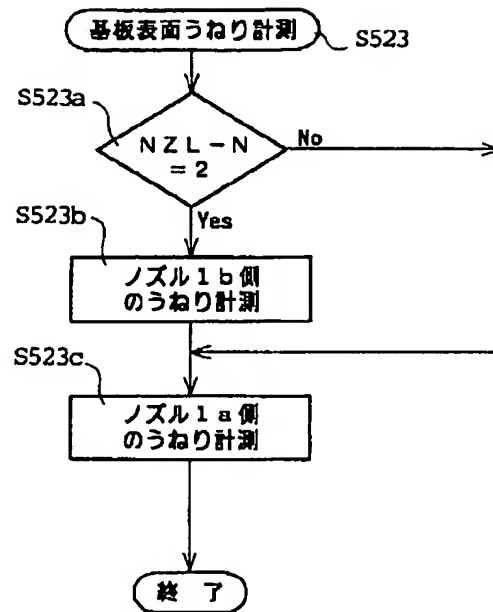 基板表面うねり計測
S523
S523a
NZL-N
=2
No
Yes
S523b
ノズル1b側
のうねり計測
S523c
ノズル1a側
のうねり計測
終 了